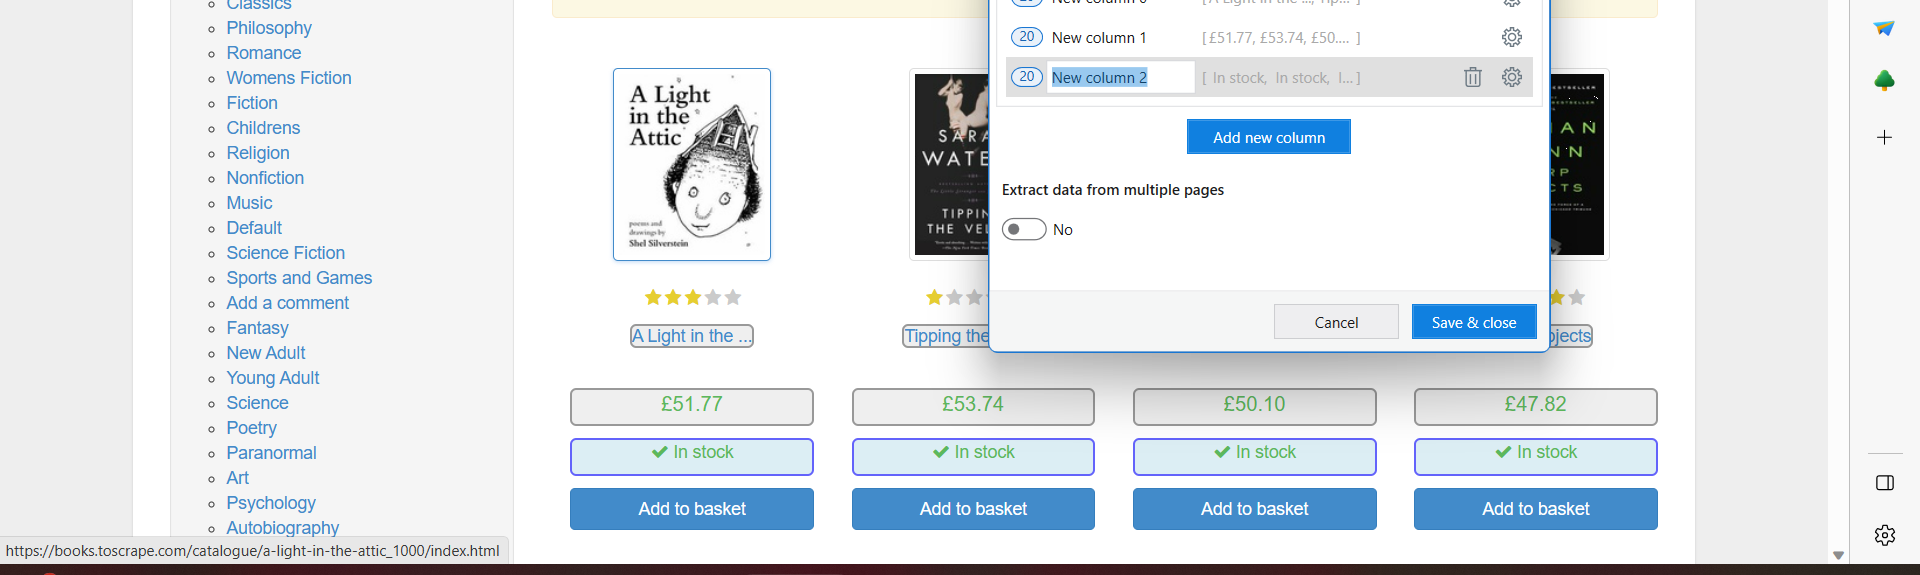 Classics
Philosophy
Romance
Womens Fiction
Fiction
Childrens
Religion
Nonfiction
Music
Default
Science Fiction
Sports and Games
Add a comment
Fantasy
New Adult
Young Adult
Science
Poetry
Paranormal
Art
Psychology
Autobiography
https://books.toscrape.com/catalogue/a-light-in-the-attic_1000/index.html
A Light
in the
Attic
poems and
drawings by
Shel Silverstein
A Light in the ...
£51.77
In stock
Add to basket
SARA
WATE
TIPPIN
THE VEL
Tipping the
£53.74
In stock
Add to basket
£50.10
In stock
Add to basket
jects
£47.82
In stock
Add to basket
20 New column 1 [ £51.77, £53.74, £50.... ]
20 New column 2 [ In stock, In stock, I... ]
Add new column
Extract data from multiple pages
No
Cancel
Save & close